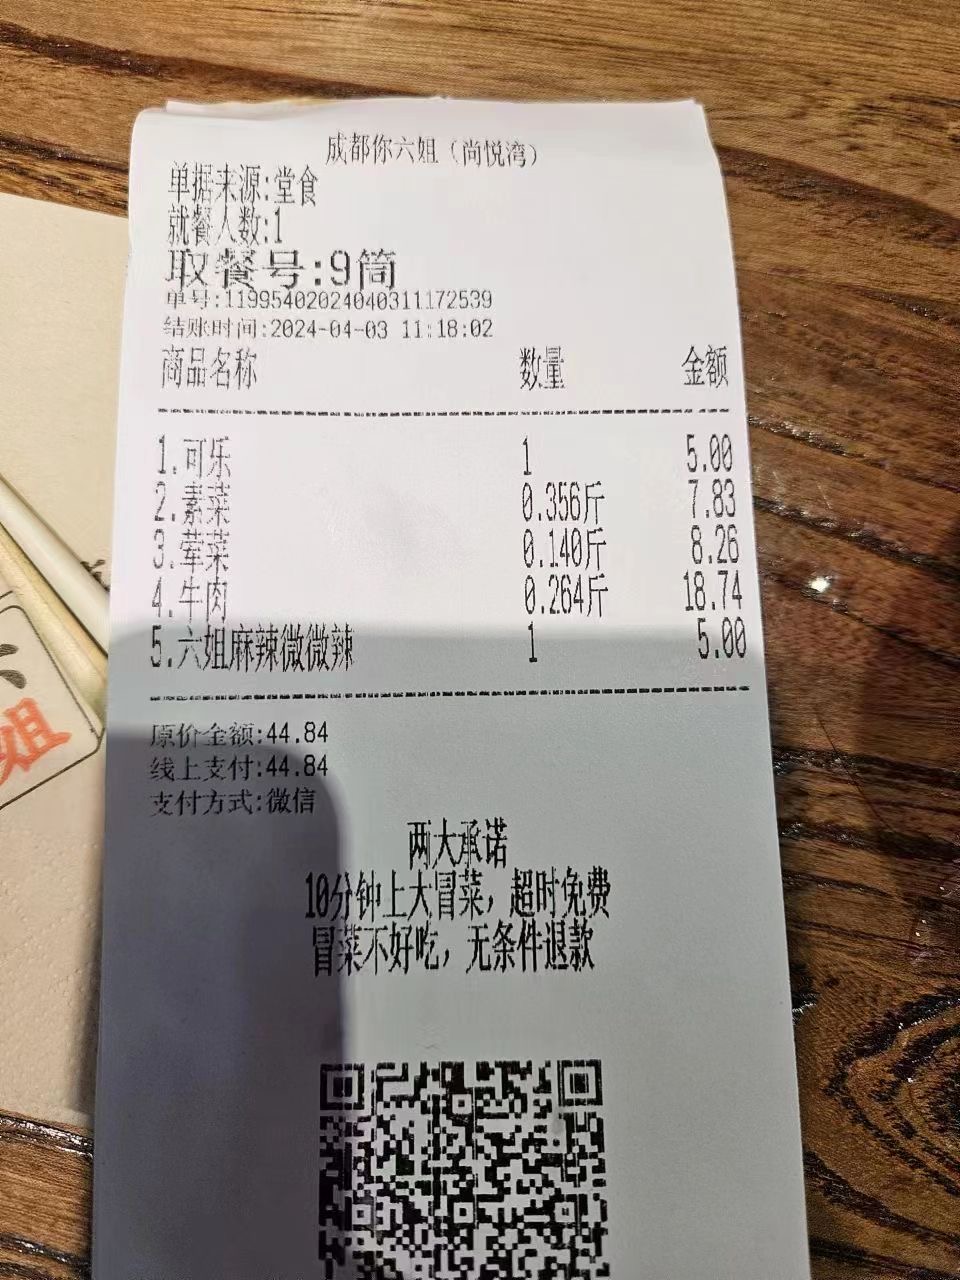 成都你六姐（尚悦湾）
单据来源:堂食
就餐人数:1
取餐号:9筒
单号:11995402024040311172539
结账时间:2024-04-03 11:18:02
商品名称 数量 金额
1.可乐 1 5.00
2.素菜 0.356斤 7.83
3.荤菜 0.140斤 8.26
4.牛肉 0.264斤 18.74
5.六姐麻辣微微辣 1 5.00
原价金额:44.84
线上支付:44.84
支付方式:微信
两大承诺
10分钟上大冒菜，超时免费
冒菜不好吃，无条件退款
姐